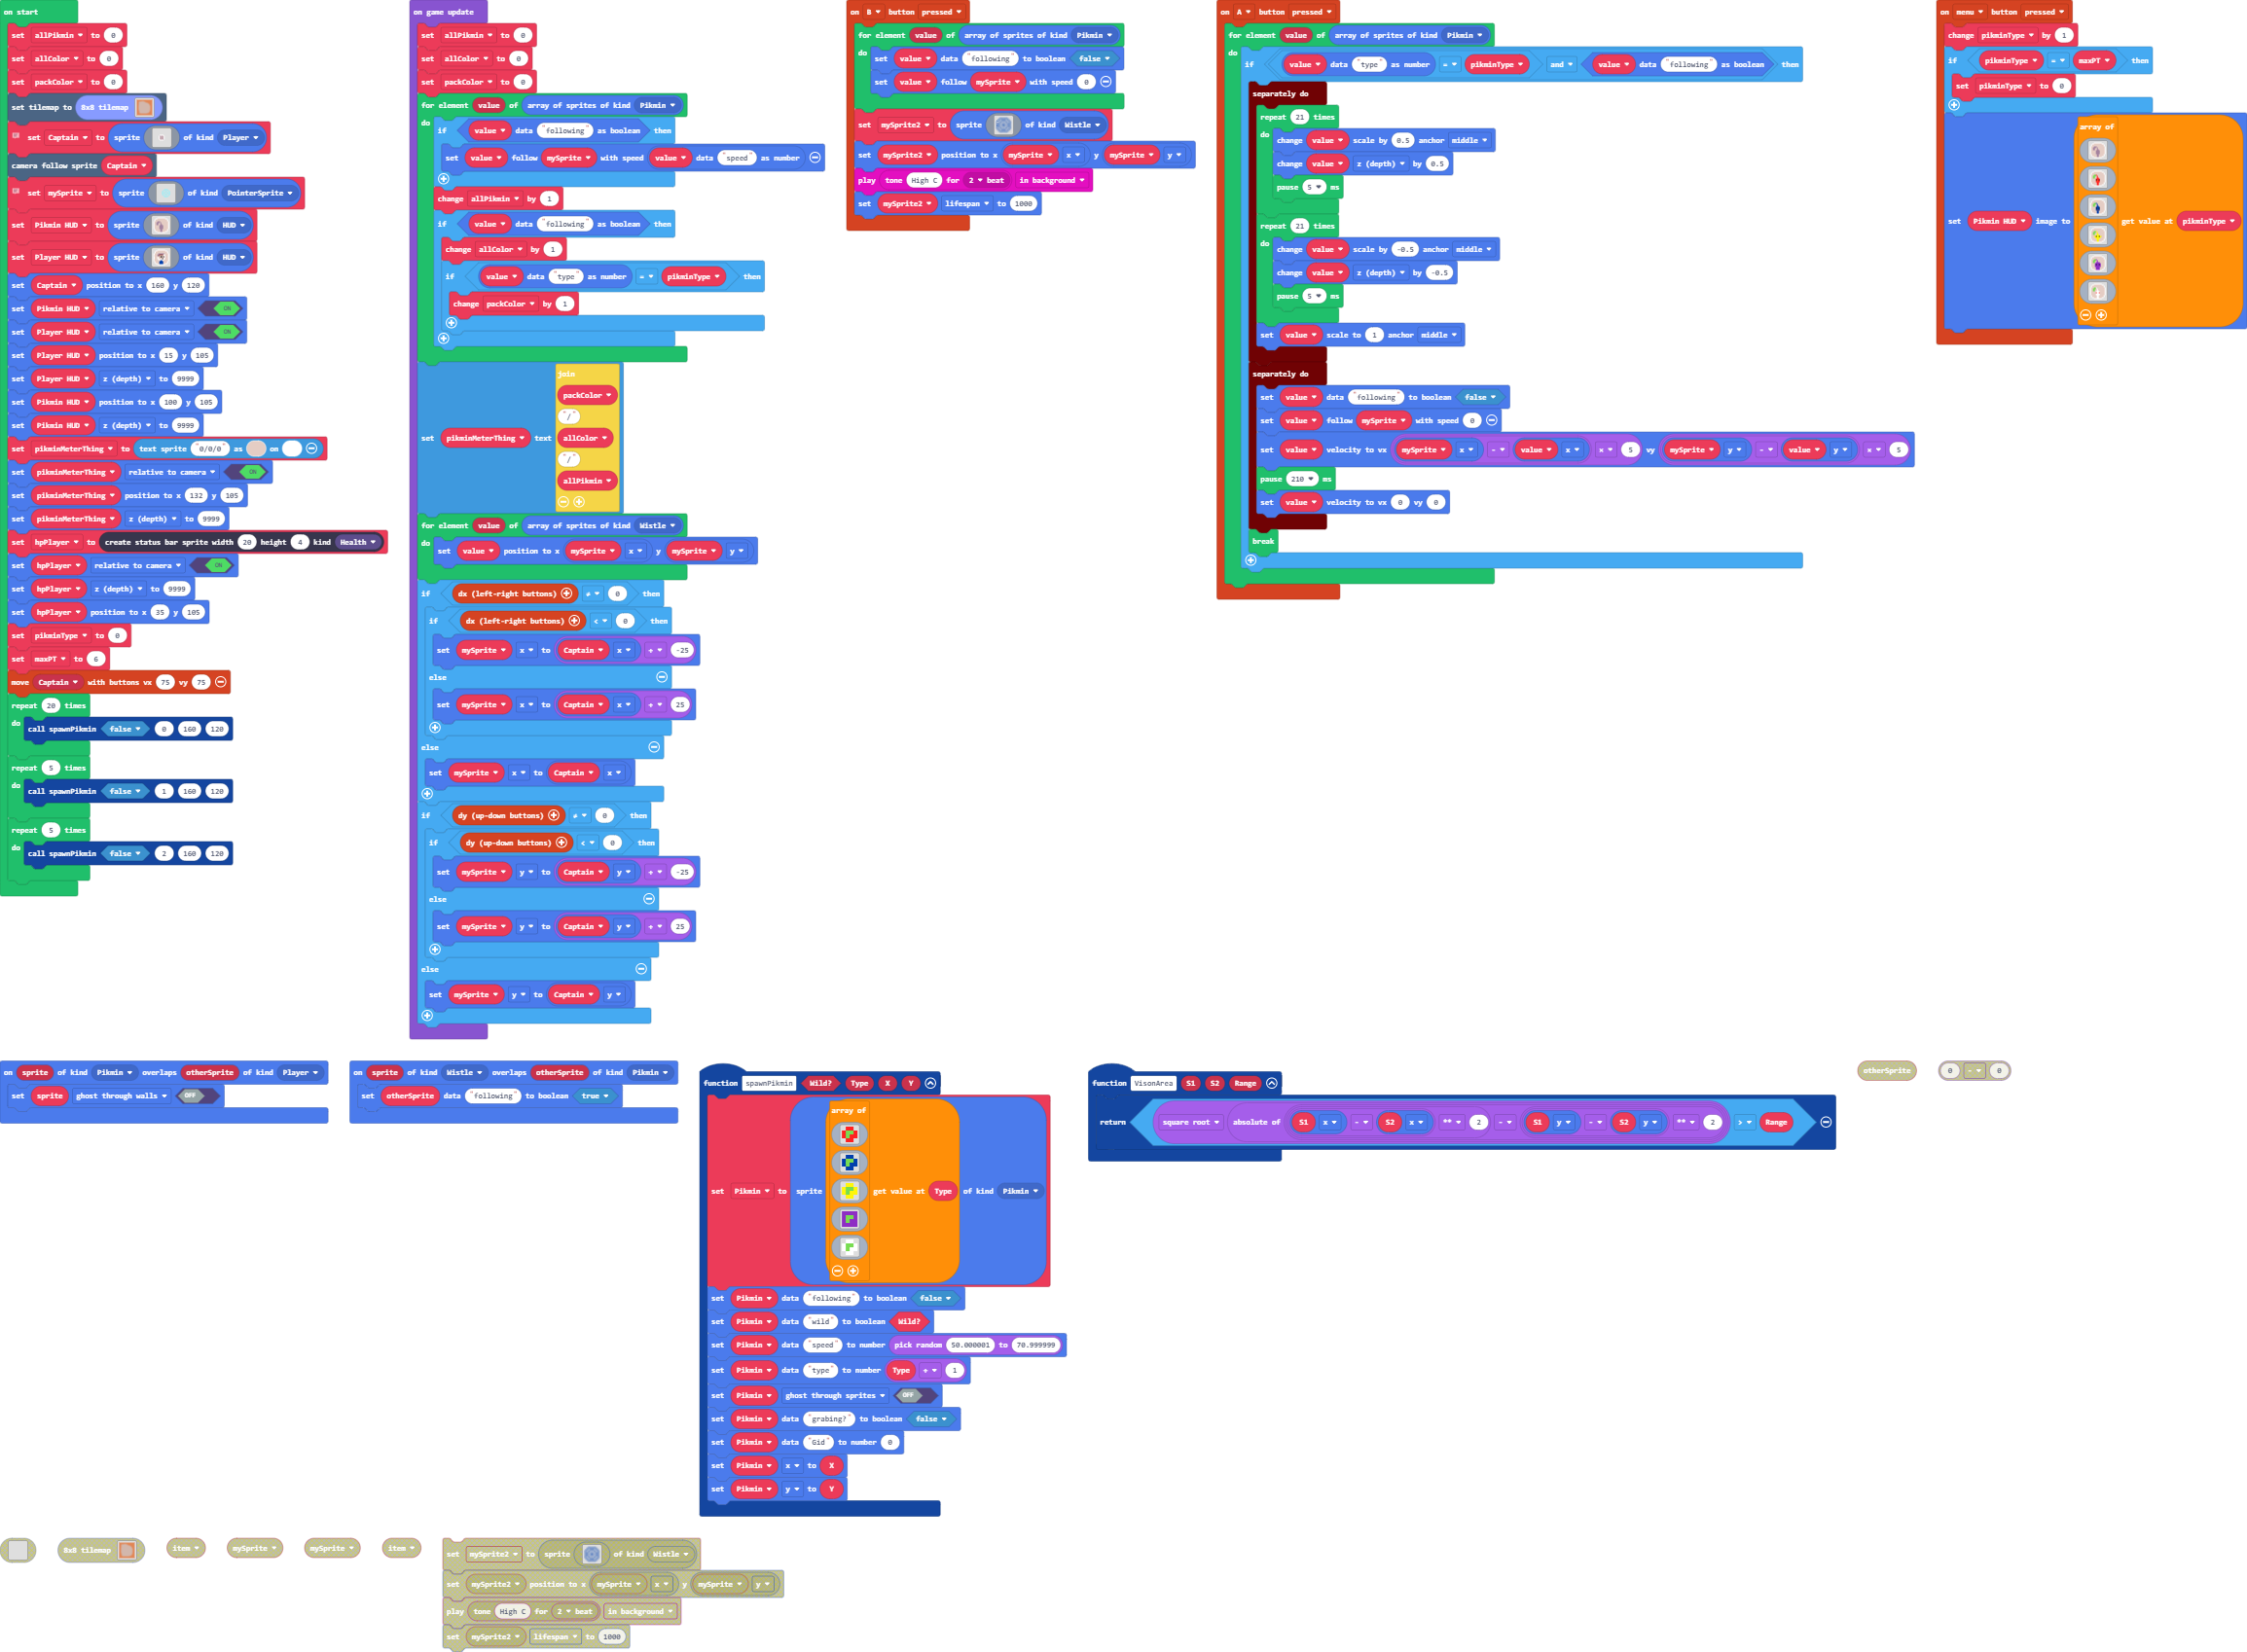 on start
set allPikmin to 0
set allColor to 0
set packColor to 0
set tilemap to 8x8 tilemap
set Captain to sprite of kind Player
camera follow sprite Captain
set mySprite to sprite of kind PointerSprite
set Pikmin HUD to sprite of kind HUD
set Player HUD to sprite of kind HUD
set Captain position to x 160 y 120
set Pikmin HUD relative to camera ON
set Player HUD relative to camera ON
set Player HUD position to x 15 y 105
set Player HUD z (depth) to 9999
set Pikmin HUD position to x 100 y 105
set Pikmin HUD z (depth) to 9999
set pikminMeterThing to text sprite "0/0/0" as on
set pikminMeterThing relative to camera ON
set pikminMeterThing position to x 132 y 105
set pikminMeterThing z (depth) to 9999
set hpPlayer to create status bar sprite width 20 height 4 kind Health
set hpPlayer relative to camera ON
set hpPlayer z (depth) to 9999
set hpPlayer position to x 35 y 105
set pikminType to 0
set maxPT to 6
move Captain with buttons vx 75 vy 75
repeat 20 times
do call spawnPikmin false 0 160 120
repeat 5 times
do call spawnPikmin false 1 160 120
repeat 5 times
do call spawnPikmin false 2 160 120
on game update
set allPikmin to 0
set allColor to 0
set packColor to 0
for element value of array of sprites of kind Pikmin
do if value data "following" as boolean then
set value follow mySprite with speed value data "speed" as number
change allPikmin by 1
if value data "following" as boolean then
change allColor by 1
if value data "type" as number = pikminType then
change packColor by 1
set pikminMeterThing text join
packColor
"/"
allColor
"/"
allPikmin
for element value of array of sprites of kind Wistle
do set value position to x mySprite x y mySprite y
if dx (left-right buttons) ≠ 0 then
if dx (left-right buttons) < 0 then
set mySprite x to Captain x + -25
else
set mySprite x to Captain x + 25
else
set mySprite x to Captain x
if dy (up-down buttons) ≠ 0 then
if dy (up-down buttons) < 0 then
set mySprite y to Captain y + -25
else
set mySprite y to Captain y + 25
else
set mySprite y to Captain y
on B button pressed
for element value of array of sprites of kind Pikmin
do set value data "following" to boolean false
set value follow mySprite with speed 0
set mySprite2 to sprite of kind Wistle
set mySprite2 position to x mySprite x y mySprite y
play tone High C for 2 beat in background
set mySprite2 lifespan to 1000
on A button pressed
for element value of array of sprites of kind Pikmin
do if value data "type" as number = pikminType and value data "following" as boolean then
separately do
repeat 21 times
do change value scale by 0.5 anchor middle
change value z (depth) by 0.5
pause 5 ms
repeat 21 times
do change value scale by -0.5 anchor middle
change value z (depth) by -0.5
pause 5 ms
set value scale to 1 anchor middle
separately do
set value data "following" to boolean false
set value follow mySprite with speed 0
set value velocity to vx mySprite x - value x × 5 vy mySprite y - value y × 5
pause 210 ms
set value velocity to vx 0 vy 0
break
on menu button pressed
change pikminType by 1
if pikminType = maxPT then
set pikminType to 0
array of
set Pikmin HUD image to get value at pikminType
on sprite of kind Pikmin overlaps otherSprite of kind Player
set sprite ghost through walls OFF
on sprite of kind Wistle overlaps otherSprite of kind Pikmin
set otherSprite data "following" to boolean true
function spawnPikmin Wild? Type X Y
array of
set Pikmin to sprite get value at Type of kind Pikmin
set Pikmin data "following" to boolean false
set Pikmin data "wild" to boolean Wild?
set Pikmin data "speed" to number pick random 50.000001 to 70.999999
set Pikmin data "type" to number Type + 1
set Pikmin ghost through sprites OFF
set Pikmin data "grabing?" to boolean false
set Pikmin data "Gid" to number 0
set Pikmin x to X
set Pikmin y to Y
function VisonArea S1 S2 Range
return square root absolute of S1 x - S2 x ** 2 - S1 y - S2 y ** 2 > Range
otherSprite
0 - 0
8x8 tilemap
item
mySprite
mySprite
item
set mySprite2 to sprite of kind Wistle
set mySprite2 position to x mySprite x y mySprite y
play tone High C for 2 beat in background
set mySprite2 lifespan to 1000